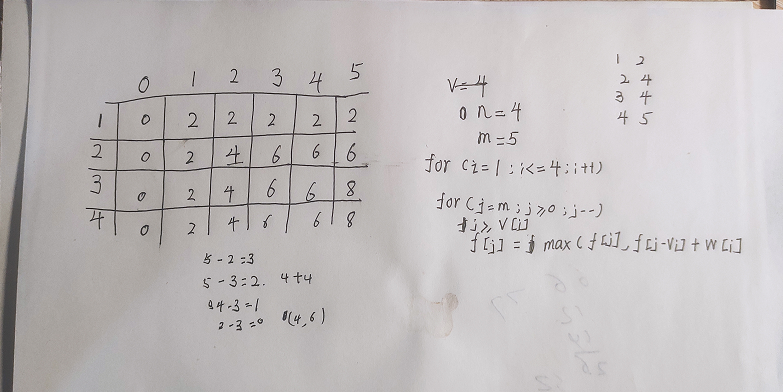 0 1 2 3 4 5
1 0 2 2 2 2 2
2 0 2 4 6 6 6
3 0 2 4 6 6 8
4 0 2 4 6 6 8
5 - 2 = 3
5 - 3 = 2. 4+4
4 - 3 = 1
2 - 3 = 0 (4, 6)
V=4
0 n = 4
m = 5
for (i = 1 ; i <= 4 ; i++)
for (j = m ; j >= 0 ; j--)
j >= V[i]
f[j] = max ( f[j], f[j-Vi] + W[i]
1 2
2 4
3 4
4 5